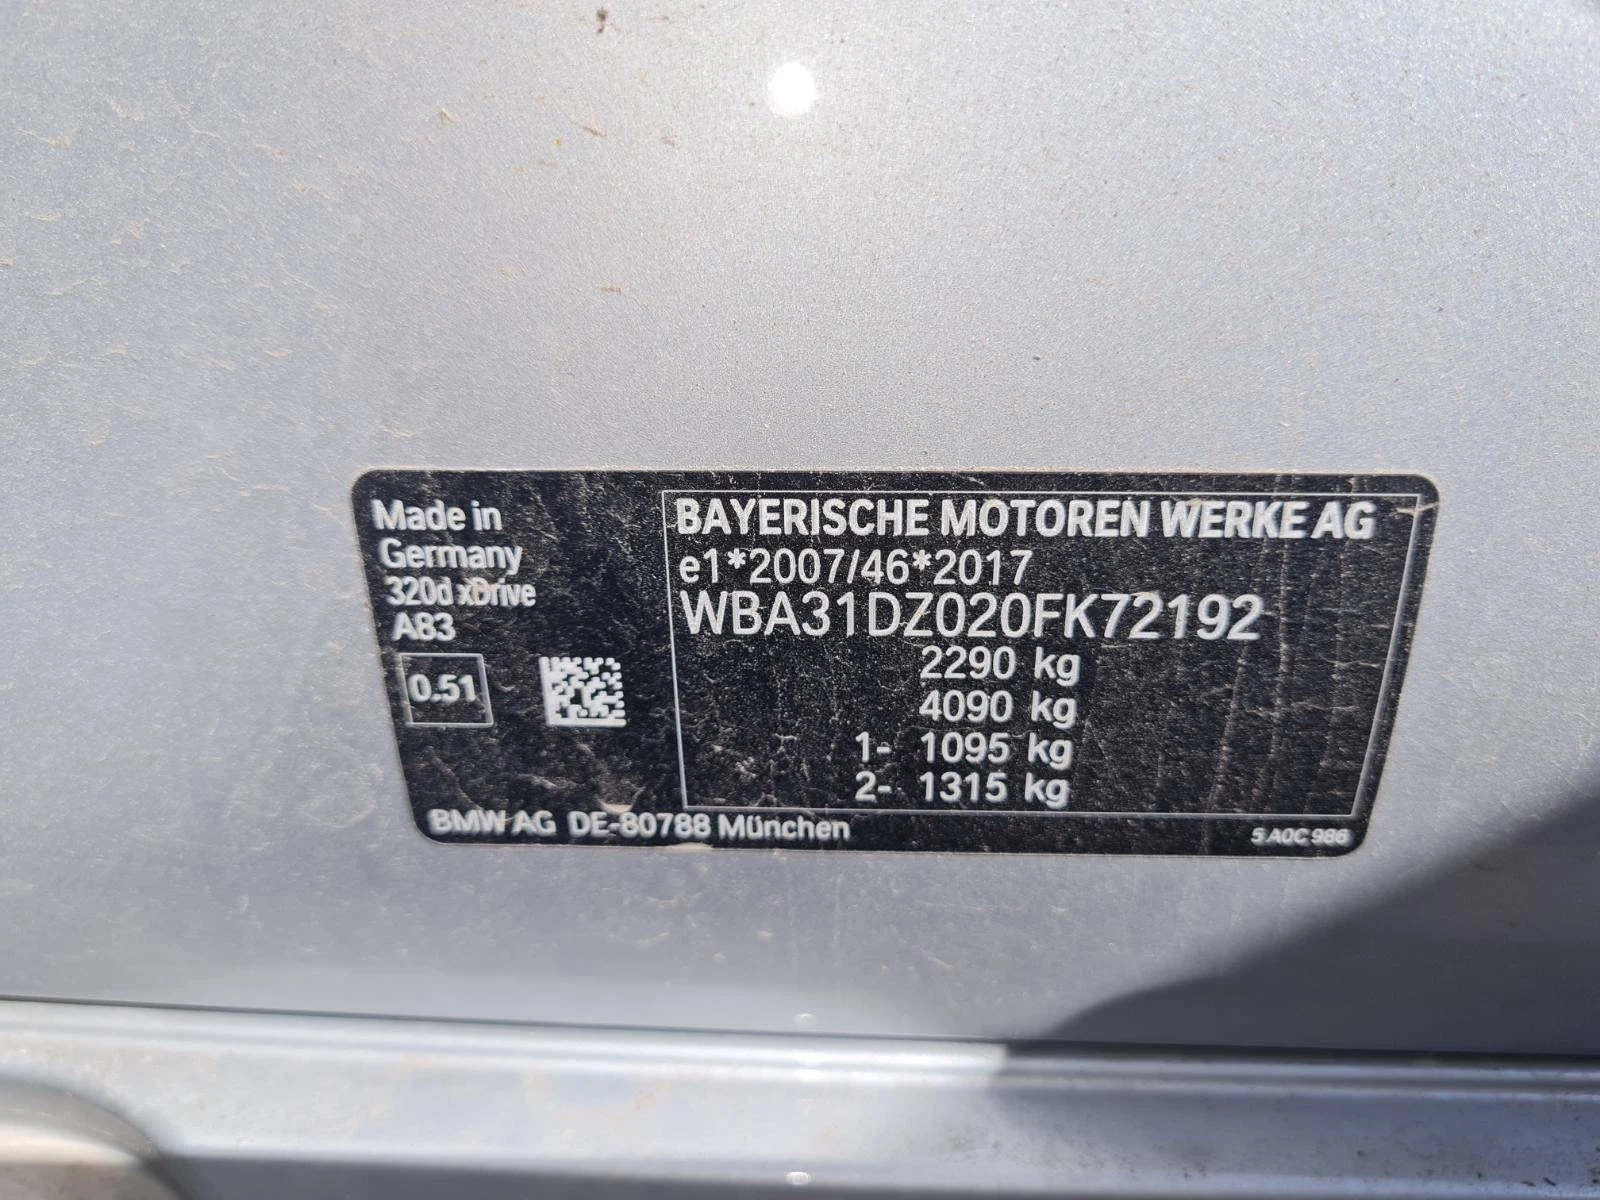 Made in
Germany
320d xDrive
A83
0.51
BAYERISCHE MOTOREN WERKE AG
e1*2007/46*2017
WBA31DZ020FK72192
2290 kg
4090 kg
1- 1095 kg
2- 1315 kg
BMW AG DE-80788 München
5 A0C 986